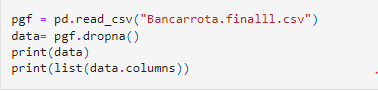 pgf = pd.read_csv("Bancarrota.finalll.csv")
data= pgf.dropna()
print(data)
print(list(data.columns))